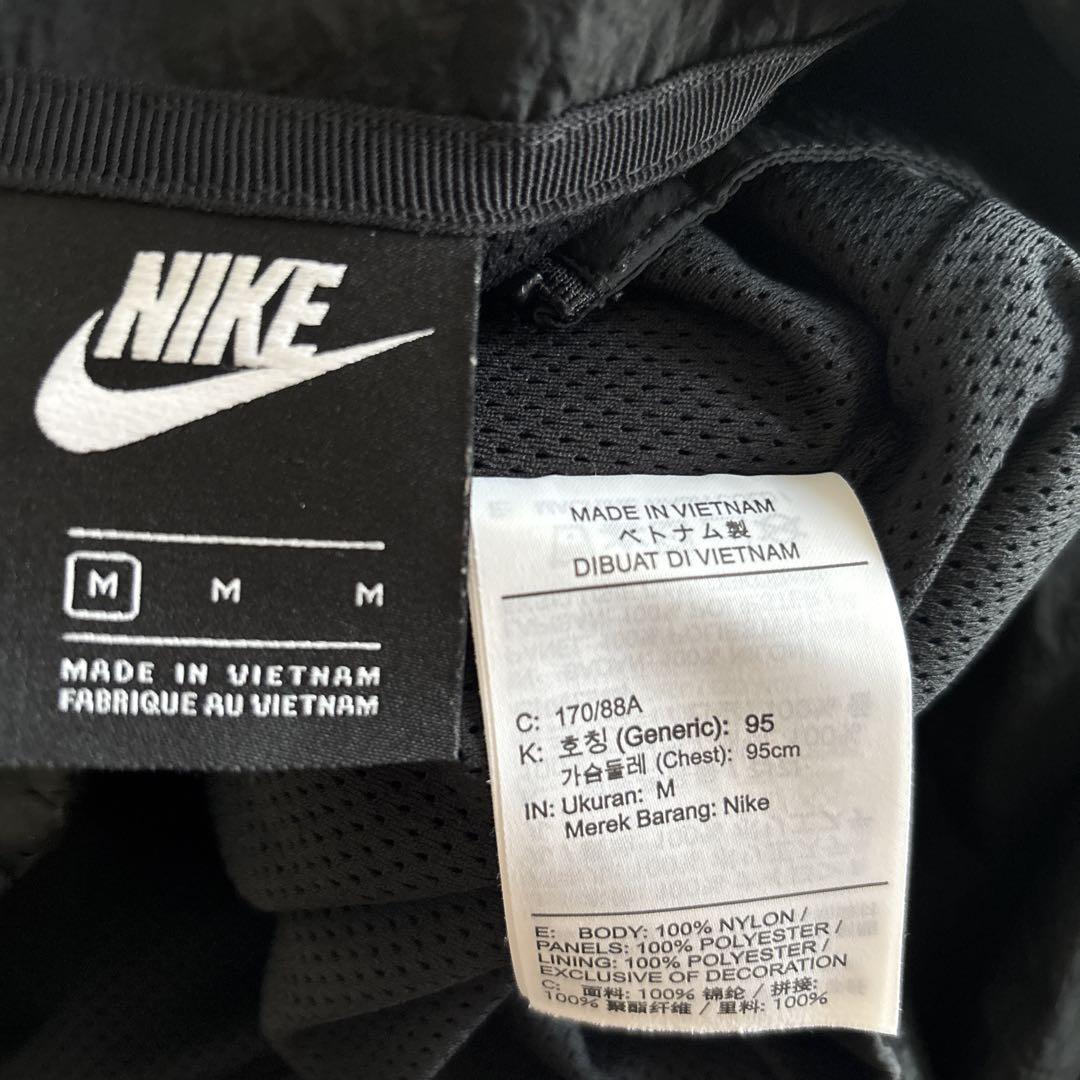 NIKE
M M M
MADE IN VIETNAM
FABRIQUE AU VIETNAM
MADE IN VIETNAM
ベトナム製
DIBUAT DI VIETNAM
C: 170/88A
K: 호칭 (Generic): 95
가슴둘레 (Chest): 95cm
IN: Ukuran: M
Merek Barang: Nike
E: BODY: 100% NYLON /
PANELS: 100% POLYESTER /
LINING: 100% POLYESTER /
EXCLUSIVE OF DECORATION
C: 面料: 100% 锦纶 / 拼接:
100% 聚酯纤维 / 里料: 100%